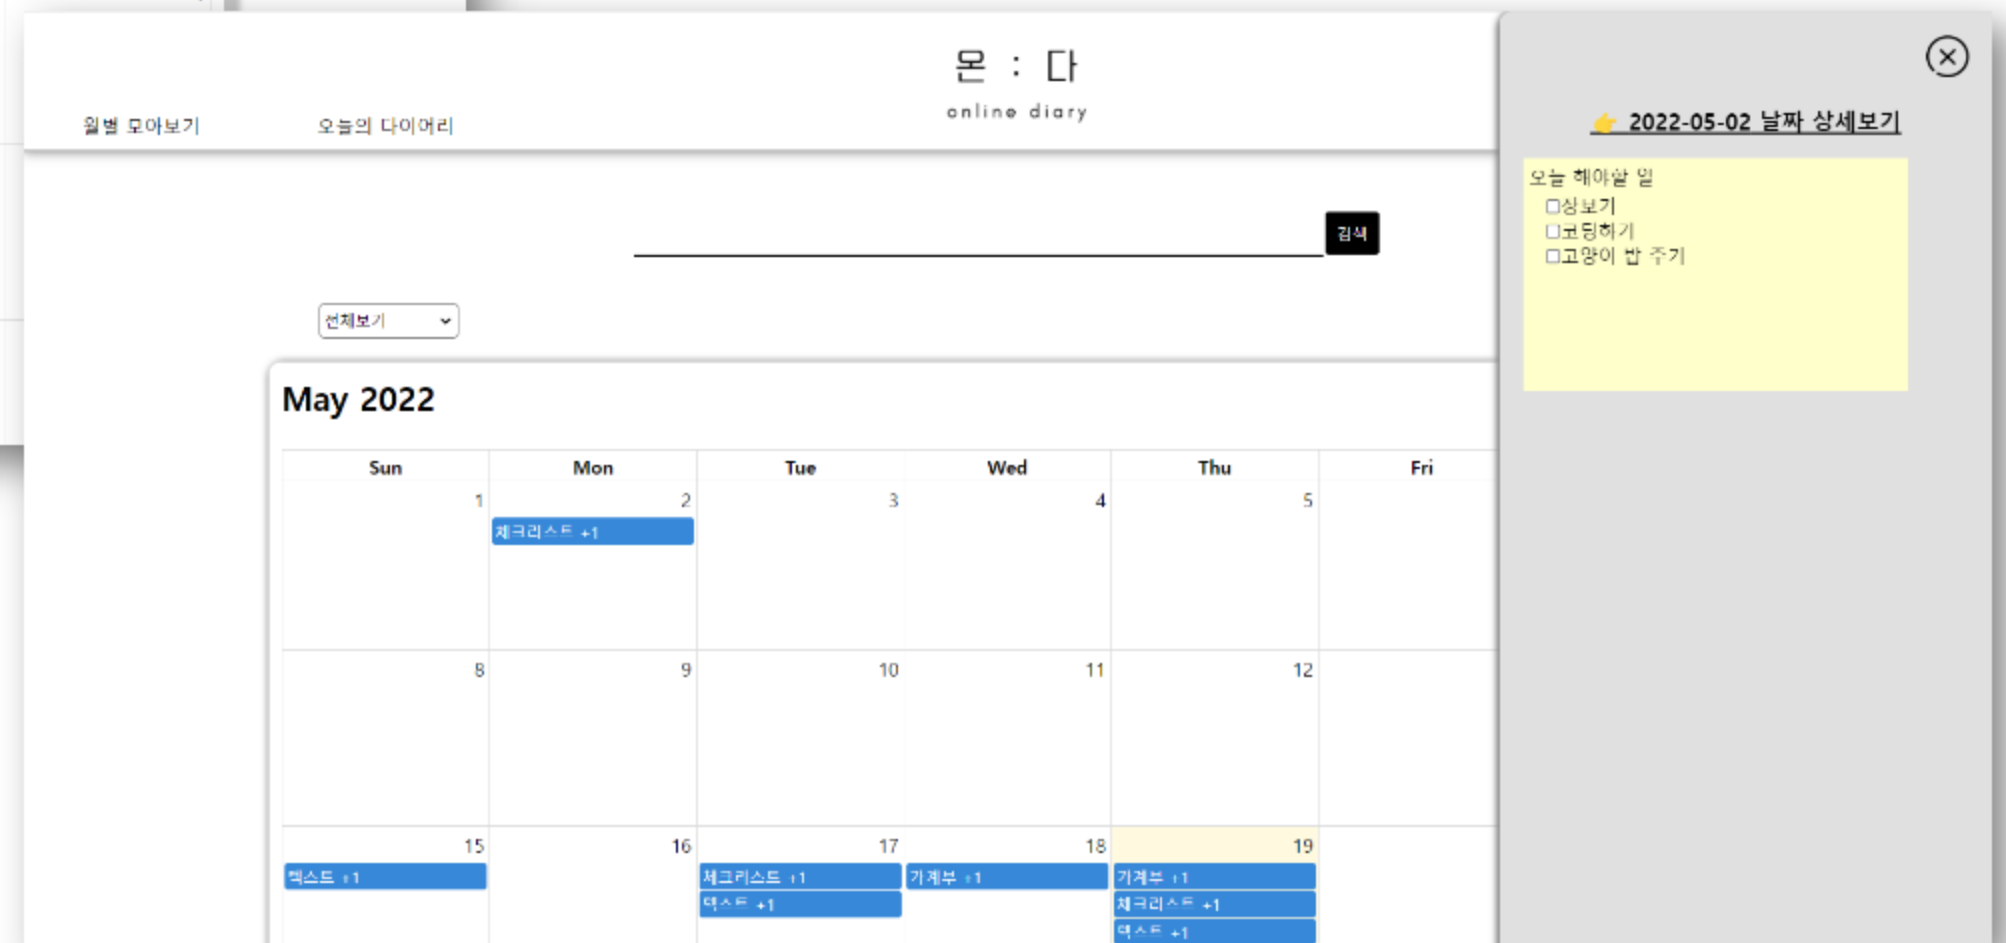 몬 : 다
online diary
월별 모아보기
오늘의 다이어리
검색
전체보기
May 2022
Sun Mon Tue Wed Thu Fri
1 2 3 4 5
체크리스트 +1
8 9 10 11 12
15 16 17 18 19
텍스트 +1
체크리스트 +1
가계부 +1
가계부 +1
텍스트 +1
체크리스트 +1
텍스트 +1
👉 2022-05-02 날짜 상세보기
오늘 해야할 일
코딩하기
고양이 밥 주기